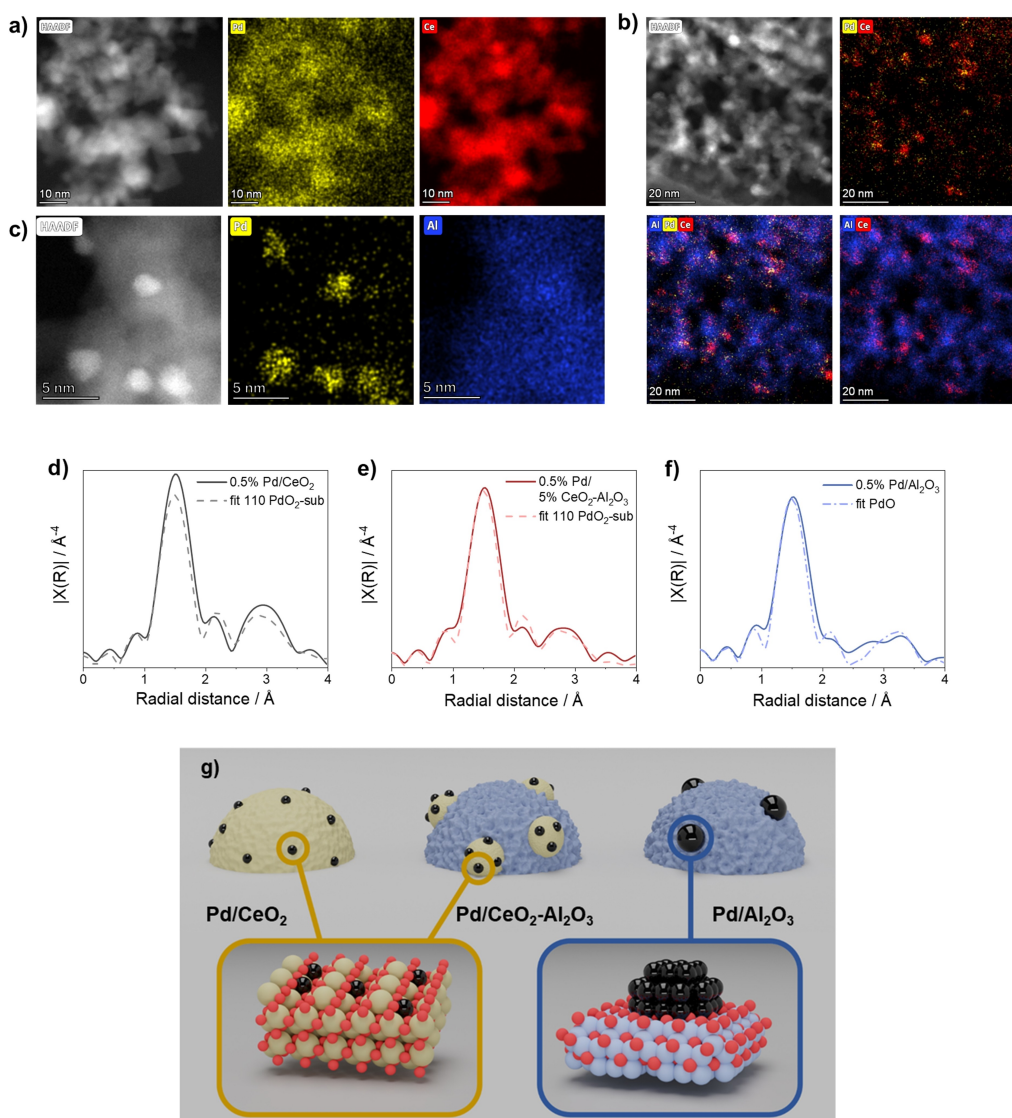 a)
HAADF
10 nm
Pd
10 nm
Ce
10 nm
b)
HAADF
20 nm
Pd Ce
20 nm
c)
HAADF
5 nm
Pd
5 nm
Al
5 nm
Al Pd Ce
20 nm
Al Ce
20 nm
d)
0.5% Pd/CeO₂
fit 110 PdO₂-sub
|X(R)| / Å⁻⁴
0 1 2 3 4
Radial distance / Å
e)
0.5% Pd/
5% CeO₂-Al₂O₃
fit 110 PdO₂-sub
|X(R)| / Å⁻⁴
0 1 2 3 4
Radial distance / Å
f)
0.5% Pd/Al₂O₃
fit PdO
|X(R)| / Å⁻⁴
0 1 2 3 4
Radial distance / Å
g)
Pd/CeO₂
Pd/CeO₂-Al₂O₃
Pd/Al₂O₃